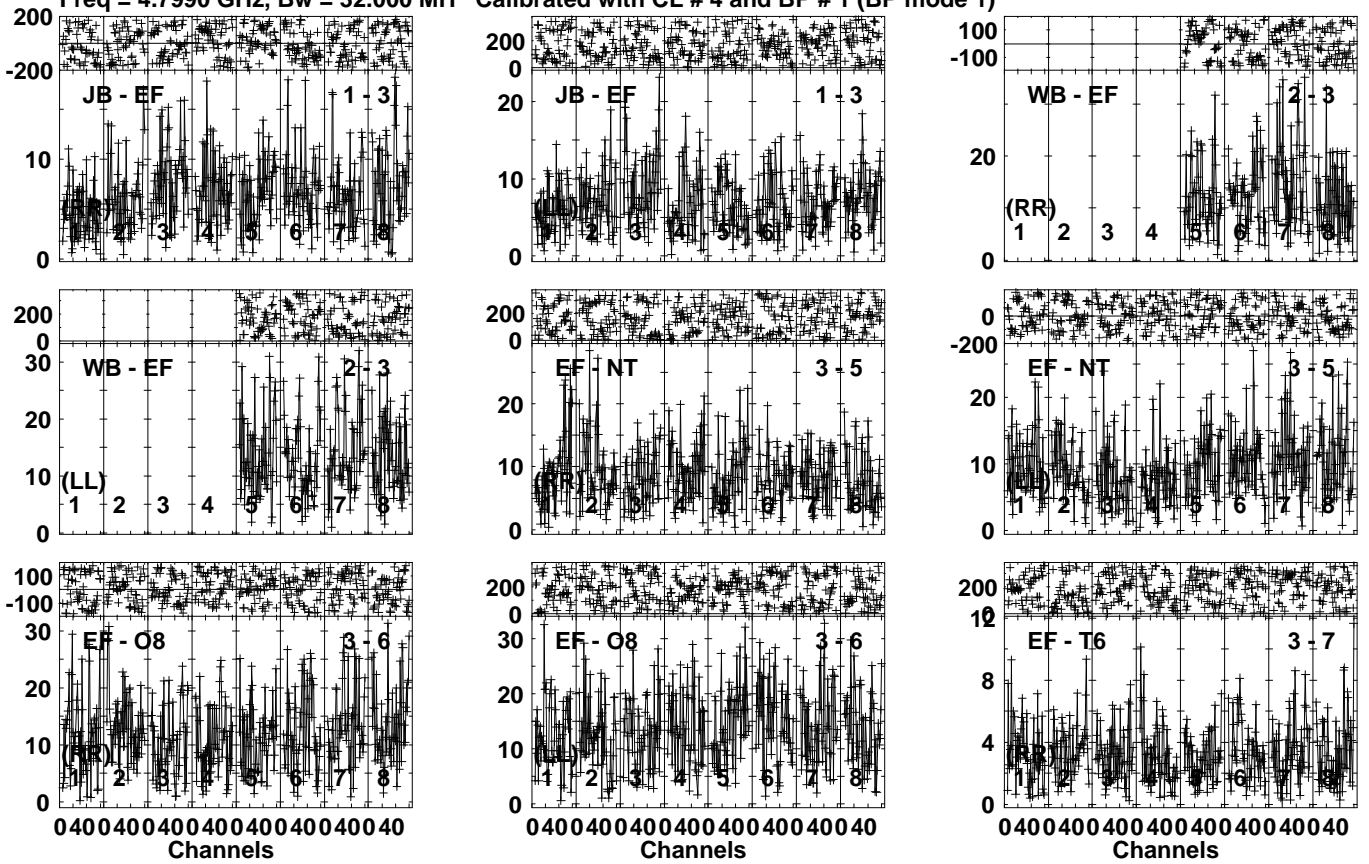 Freq = 4.7990 GHz, Bw = 32.000 MH Calibrated with CL # 4 and BP # 1 (BP mode 1)
200
-200
JB - EF 1 - 3
10
(RR)
1 2 3 4 5 6 7 8
0
200
0
JB - EF 1 - 3
20
10
(LL)
1 2 3 4 5 6 7 8
0
100
-100
WB - EF 2 - 3
20
(RR)
1 2 3 4 5 6 7 8
0
200
0
30
WB - EF 2 - 3
20
10
(LL)
1 2 3 4 5 6 7 8
0
200
0
EF - NT 3 - 5
20
10
(RR)
1 2 3 4 5 6 7 8
0
0
-200
EF - NT 3 - 5
20
10
(LL)
1 2 3 4 5 6 7 8
0
100
-100
30
EF - O8 3 - 6
20
10
(RR)
1 2 3 4 5 6 7 8
0
0 40 0 40 0 40 0 40 0 40 0 40 0 40 0 40
Channels
200
0
30
EF - O8 3 - 6
20
10
(LL)
1 2 3 4 5 6 7 8
0
0 40 0 40 0 40 0 40 0 40 0 40 0 40 0 40
Channels
200
0
12
EF - T6 3 - 7
8
4
(RR)
1 2 3 4 5 6 7 8
0
0 40 0 40 0 40 0 40 0 40 0 40 0 40 0 40
Channels